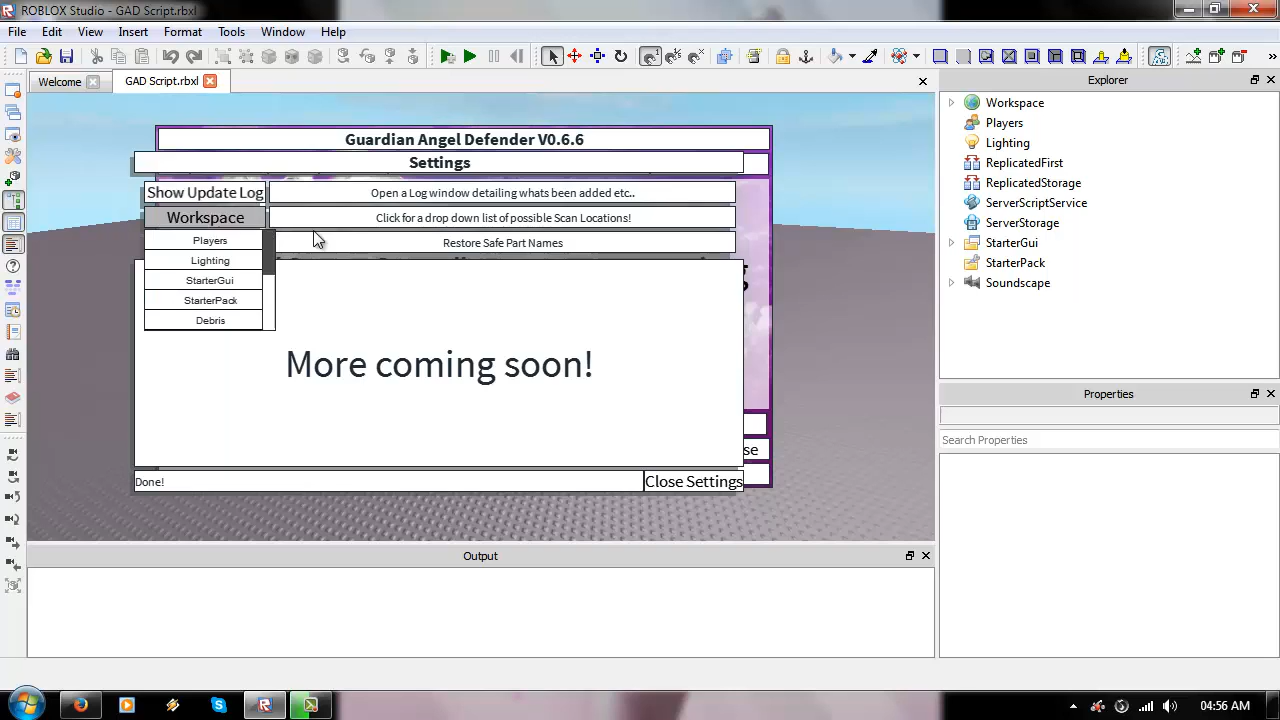 ROBLOX Studio - GAD Script.rbxl
File Edit View Insert Format Tools Window Help
Welcome
GAD Script.rbxl
Guardian Angel Defender V0.6.6
Settings
Show Update Log
Open a Log window detailing whats been added etc..
Workspace
Click for a drop down list of possible Scan Locations!
Restore Safe Part Names
Players
Lighting
StarterGui
StarterPack
Debris
More coming soon!
se
Done!
Close Settings
Output
Explorer
Workspace
Players
Lighting
ReplicatedFirst
ReplicatedStorage
ServerScriptService
ServerStorage
StarterGui
StarterPack
Soundscape
Properties
Search Properties
04:56 AM